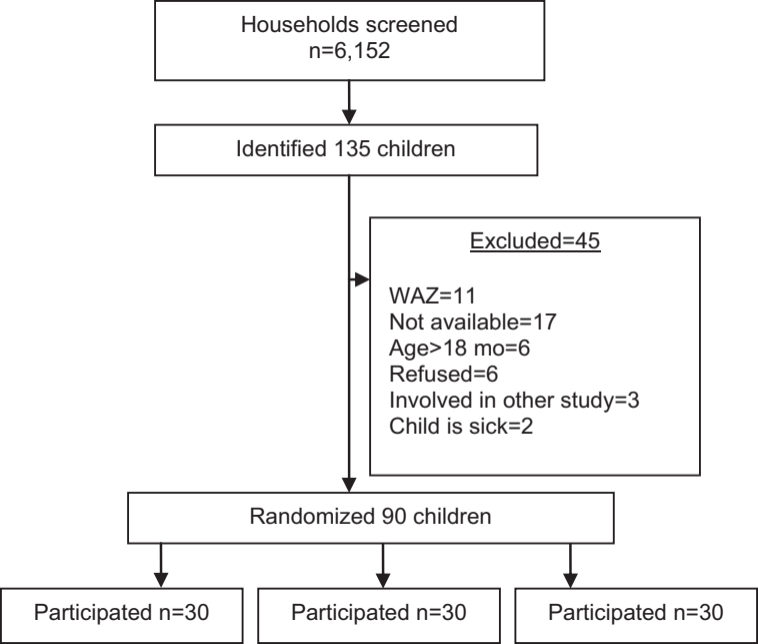 Households screened
n=6,152
Identified 135 children
Excluded=45
WAZ=11
Not available=17
Age>18 mo=6
Refused=6
Involved in other study=3
Child is sick=2
Randomized 90 children
Participated n=30
Participated n=30
Participated n=30